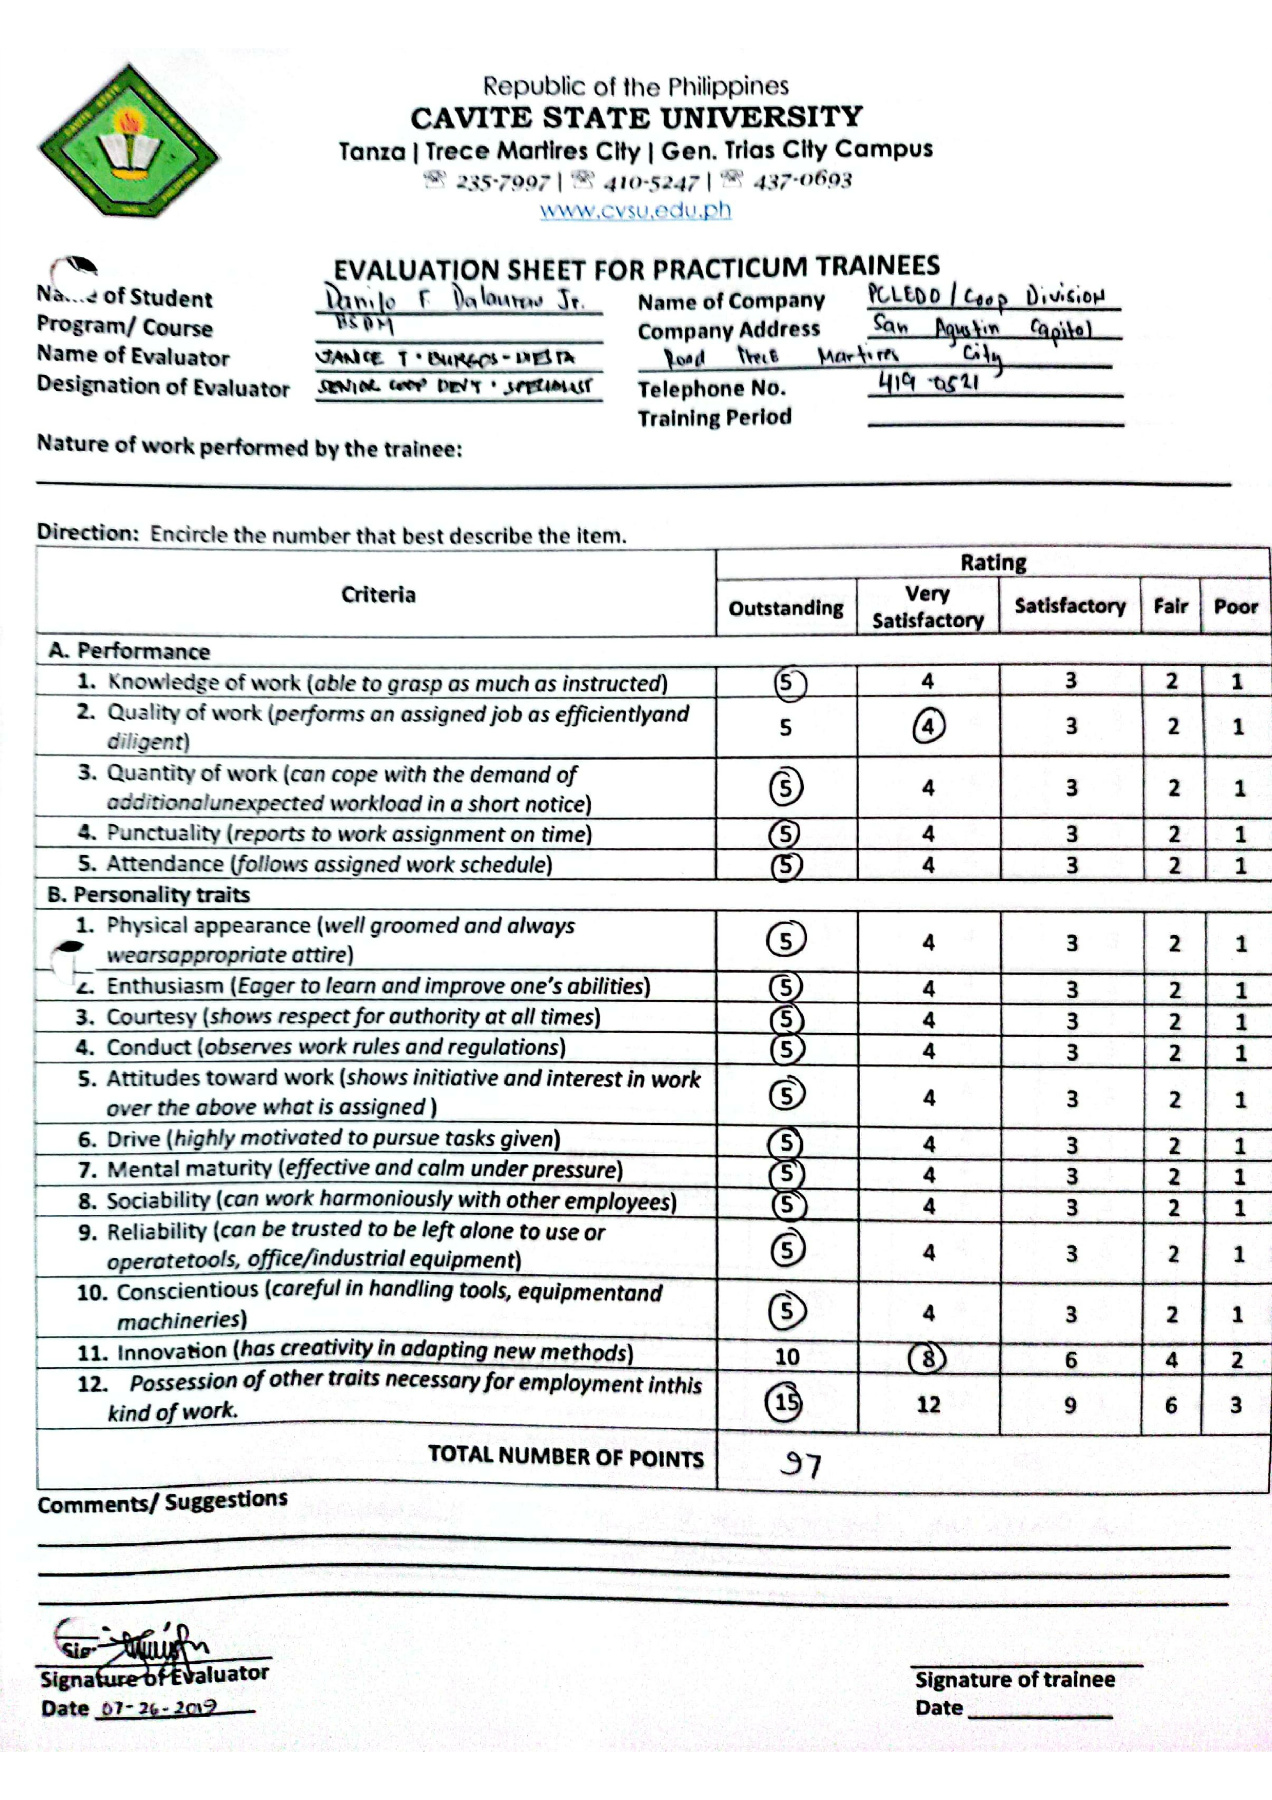 Republic of the Philippines
CAVITE STATE UNIVERSITY
Tanza | Trece Martires City | Gen. Trias City Campus
☏ 235-7997 | ☏ 410-5247 | ☏ 437-0693
www.cvsu.edu.ph
EVALUATION SHEET FOR PRACTICUM TRAINEES
Name of Student Danilo F. Jr.
Program/ Course BSBM
Name of Evaluator JANICE T. BURGOS-
Designation of Evaluator SENIOR COOP DEV'T. SPECIALIST
Name of Company PCLEDO / Coop Division
Company Address San Agustin Capitol
Road Trece Martires City
Telephone No. 419-0521
Training Period
Nature of work performed by the trainee:
Direction: Encircle the number that best describe the item.
Criteria Rating
Outstanding Very Satisfactory Satisfactory Fair Poor
A. Performance
1. Knowledge of work (able to grasp as much as instructed) 5 4 3 2 1
2. Quality of work (performs an assigned job as efficientlyand
diligent) 5 4 3 2 1
3. Quantity of work (can cope with the demand of
additionalunexpected workload in a short notice) 5 4 3 2 1
4. Punctuality (reports to work assignment on time) 5 4 3 2 1
5. Attendance (follows assigned work schedule) 5 4 3 2 1
B. Personality traits
1. Physical appearance (well groomed and always
wearsappropriate attire) 5 4 3 2 1
2. Enthusiasm (Eager to learn and improve one's abilities) 5 4 3 2 1
3. Courtesy (shows respect for authority at all times) 5 4 3 2 1
4. Conduct (observes work rules and regulations) 5 4 3 2 1
5. Attitudes toward work (shows initiative and interest in work
over the above what is assigned ) 5 4 3 2 1
6. Drive (highly motivated to pursue tasks given) 5 4 3 2 1
7. Mental maturity (effective and calm under pressure) 5 4 3 2 1
8. Sociability (can work harmoniously with other employees) 5 4 3 2 1
9. Reliability (can be trusted to be left alone to use or
operatetools, office/industrial equipment) 5 4 3 2 1
10. Conscientious (careful in handling tools, equipmentand
machineries) 5 4 3 2 1
11. Innovation (has creativity in adapting new methods) 10 8 6 4 2
12. Possession of other traits necessary for employment inthis
kind of work. 15 12 9 6 3
TOTAL NUMBER OF POINTS 97
Comments/ Suggestions
Sig
Signature of Evaluator
Date 07-26-2019
Signature of trainee
Date